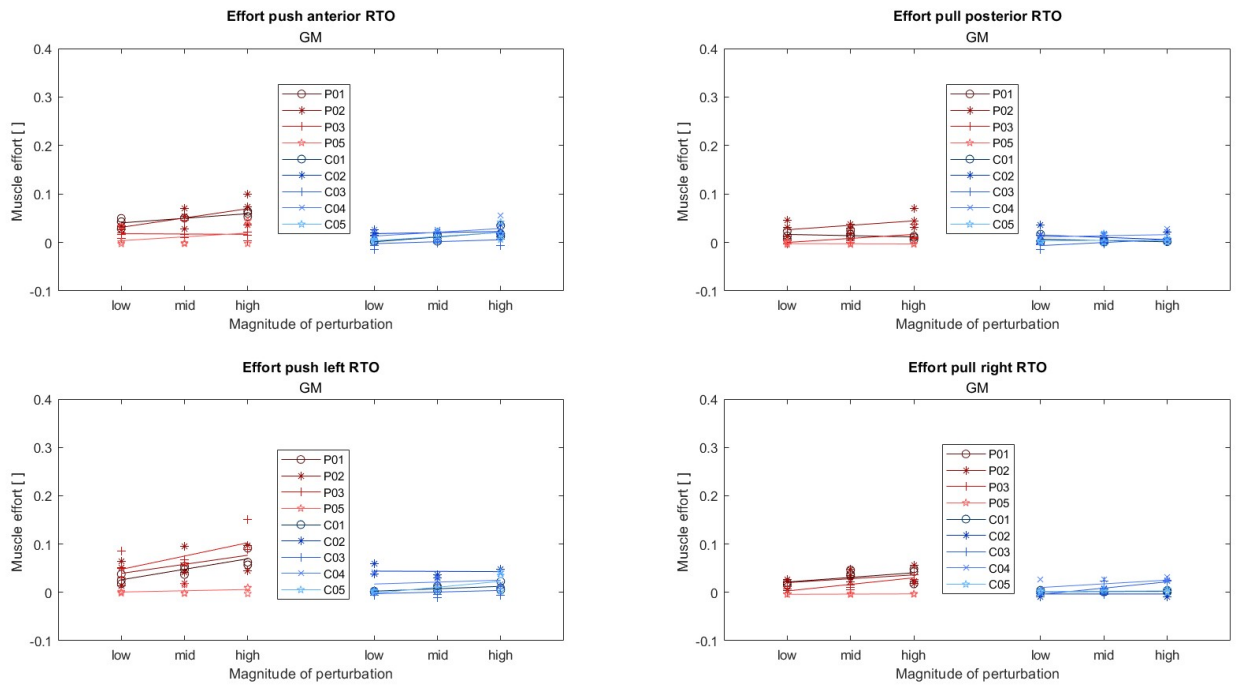 Effort push anterior RTO
GM
0.4
0.3
0.2
0.1
0
-0.1
Muscle effort [ ]
P01
P02
P03
P05
C01
C02
C03
C04
C05
low mid high low mid high
Magnitude of perturbation
Effort pull posterior RTO
GM
0.4
0.3
0.2
0.1
0
-0.1
Muscle effort [ ]
P01
P02
P03
P05
C01
C02
C03
C04
C05
low mid high low mid high
Magnitude of perturbation
Effort push left RTO
GM
0.4
0.3
0.2
0.1
0
-0.1
Muscle effort [ ]
P01
P02
P03
P05
C01
C02
C03
C04
C05
low mid high low mid high
Magnitude of perturbation
Effort pull right RTO
GM
0.4
0.3
0.2
0.1
0
-0.1
Muscle effort [ ]
P01
P02
P03
P05
C01
C02
C03
C04
C05
low mid high low mid high
Magnitude of perturbation